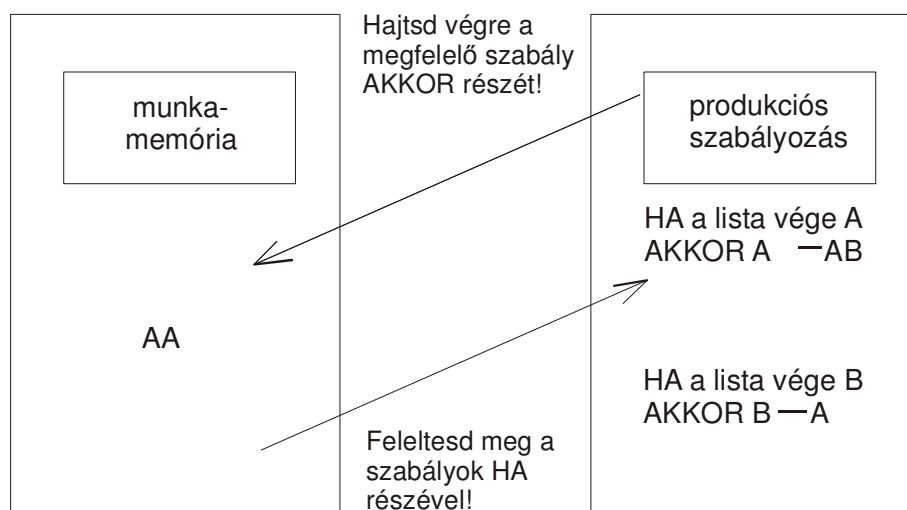 Hajtsd végre a
megfelelő szabály
AKKOR részét!
munka-
memória
produkciós
szabályozás
HA a lista vége A
AKKOR A —AB
AA
HA a lista vége B
AKKOR B — A
Feleltesd meg a
szabályok HA
részével!